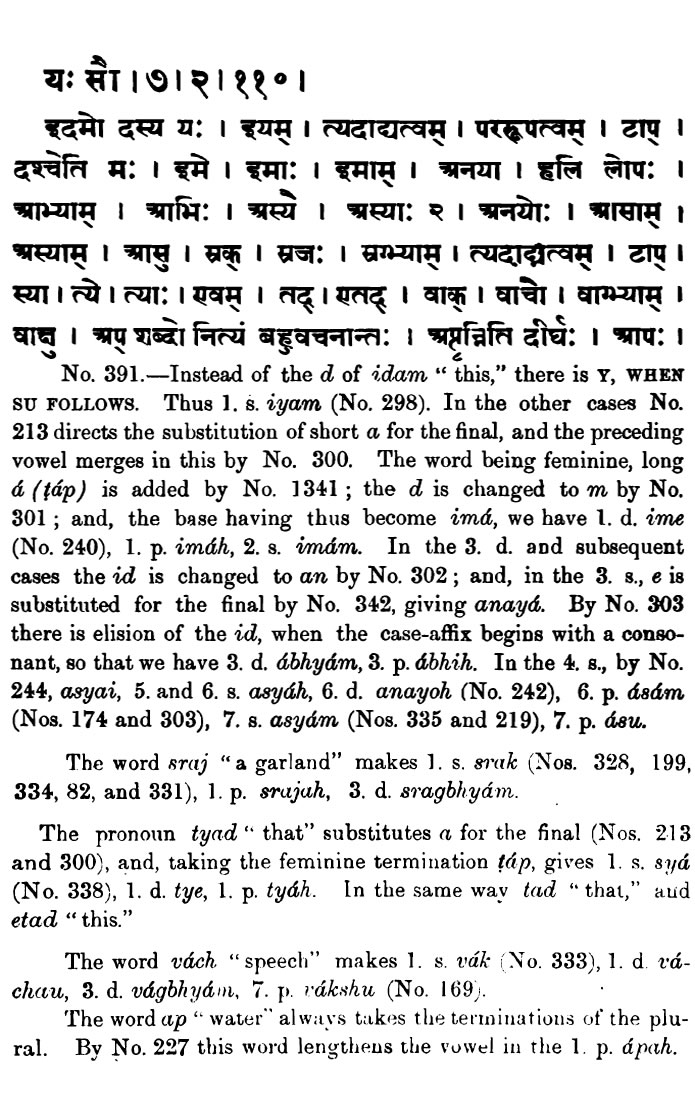 यः सौ । ७ । २ । ११० ।
इदमो दस्य यः । इयम् । त्यदाद्यत्वम् । पररूपत्वम् । टाप् ।
दश्चेति मः । इमे । इमाः । इमाम् । अनया । हलि लोपः ।
आभ्याम् । आभिः । अस्यै । अस्याः २ । अनयोः । आसाम् ।
अस्याम् । आसु । स्रक् । स्रजः । स्रग्भ्याम् । त्यदाद्यत्वम् । टाप् ।
स्या । त्ये । त्याः । एवम् । तद् । एतद् । वाक् । वाचौ । वाग्भ्याम् ।
वाक्षु । अप् शब्दो नित्यं बहुवचनान्तः । अप्तृन्निति दीर्घः । आपः ।
No. 391.—Instead of the d of idam “this,” there is Y, WHEN
SU FOLLOWS. Thus 1. s. iyam (No. 298). In the other cases No.
213 directs the substitution of short a for the final, and the preceding
vowel merges in this by No. 300. The word being feminine, long
á (ṭáp) is added by No. 1341 ; the d is changed to m by No.
301 ; and, the base having thus become imá, we have 1. d. ime
(No. 240), 1. p. imáh, 2. s. imám. In the 3. d. and subsequent
cases the id is changed to an by No. 302 ; and, in the 3. s., e is
substituted for the final by No. 342, giving anayá. By No. 303
there is elision of the id, when the case-affix begins with a conso-
nant, so that we have 3. d. ábhyám, 3. p. ábhih. In the 4. s., by No.
244, asyai, 5. and 6. s. asyáh, 6. d. anayoh (No. 242), 6. p. ásám
(Nos. 174 and 303), 7. s. asyám (Nos. 335 and 219), 7. p. ásu.
The word sraj “a garland” makes 1. s. srak (Nos. 328, 199,
334, 82, and 331), 1. p. srajah, 3. d. sragbhyám.
The pronoun tyad “that” substitutes a for the final (Nos. 213
and 300), and, taking the feminine termination ṭáp, gives 1. s. syá
(No. 338), 1. d. tye, 1. p. tyáh. In the same way tad “that,” and
etad “this.”
The word vách “speech” makes 1. s. vák (No. 333), 1. d. vá-
chau, 3. d. vágbhyám, 7. p. vákshu (No. 169).
The word ap “water” always takes the terminations of the plu-
ral. By No. 227 this word lengthens the vowel in the 1. p. ápah.